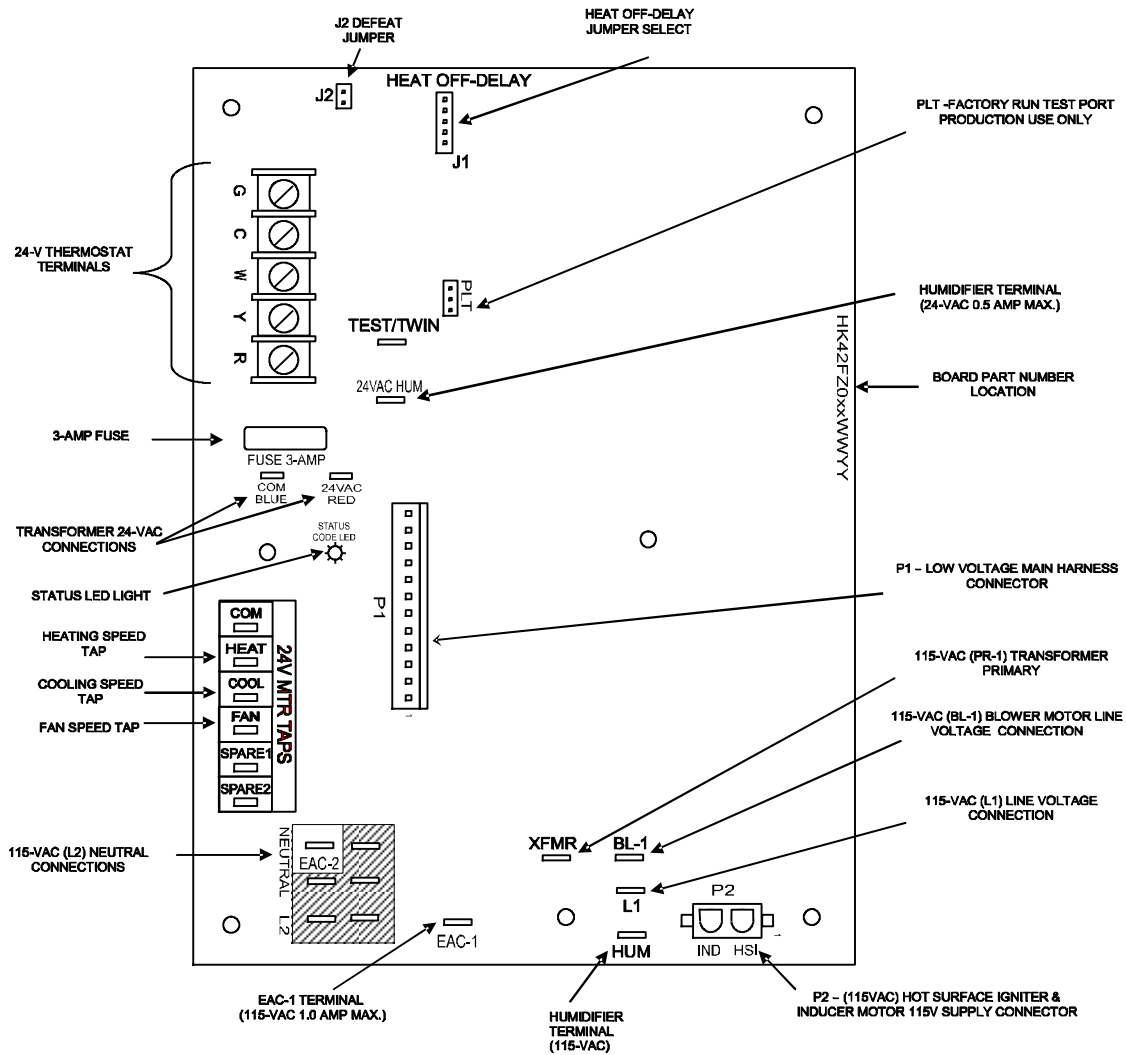 J2 DEFEAT
JUMPER
HEAT OFF-DELAY
JUMPER SELECT
HEAT OFF-DELAY
J2
J1
PLT -FACTORY RUN TEST PORT
PRODUCTION USE ONLY
G
C
W
Y
R
24-V THERMOSTAT
TERMINALS
PLT
TEST/TWIN
HUMIDIFIER TERMINAL
(24-VAC 0.5 AMP MAX.)
24VAC HUM
HK42FZ0xxWWYY
BOARD PART NUMBER
LOCATION
3-AMP FUSE
FUSE 3-AMP
COM
BLUE
24VAC
RED
TRANSFORMER 24-VAC
CONNECTIONS
STATUS
CODE LED
STATUS LED LIGHT
P1
1
P1 – LOW VOLTAGE MAIN HARNESS
CONNECTOR
COM
HEAT
COOL
FAN
SPARE1
SPARE2
24V MTR TAPS
HEATING SPEED
TAP
COOLING SPEED
TAP
FAN SPEED TAP
115-VAC (PR-1) TRANSFORMER
PRIMARY
115-VAC (BL-1) BLOWER MOTOR LINE
VOLTAGE CONNECTION
115-VAC (L1) LINE VOLTAGE
CONNECTION
115-VAC (L2) NEUTRAL
CONNECTIONS
NEUTRAL L2
EAC-2
XFMR
BL-1
L1
P2
1
EAC-1
HUM
IND HSI
EAC-1 TERMINAL
(115-VAC 1.0 AMP MAX.)
HUMIDIFIER
TERMINAL
(115-VAC)
P2 – (115VAC) HOT SURFACE IGNITER &
INDUCER MOTOR 115V SUPPLY CONNECTOR